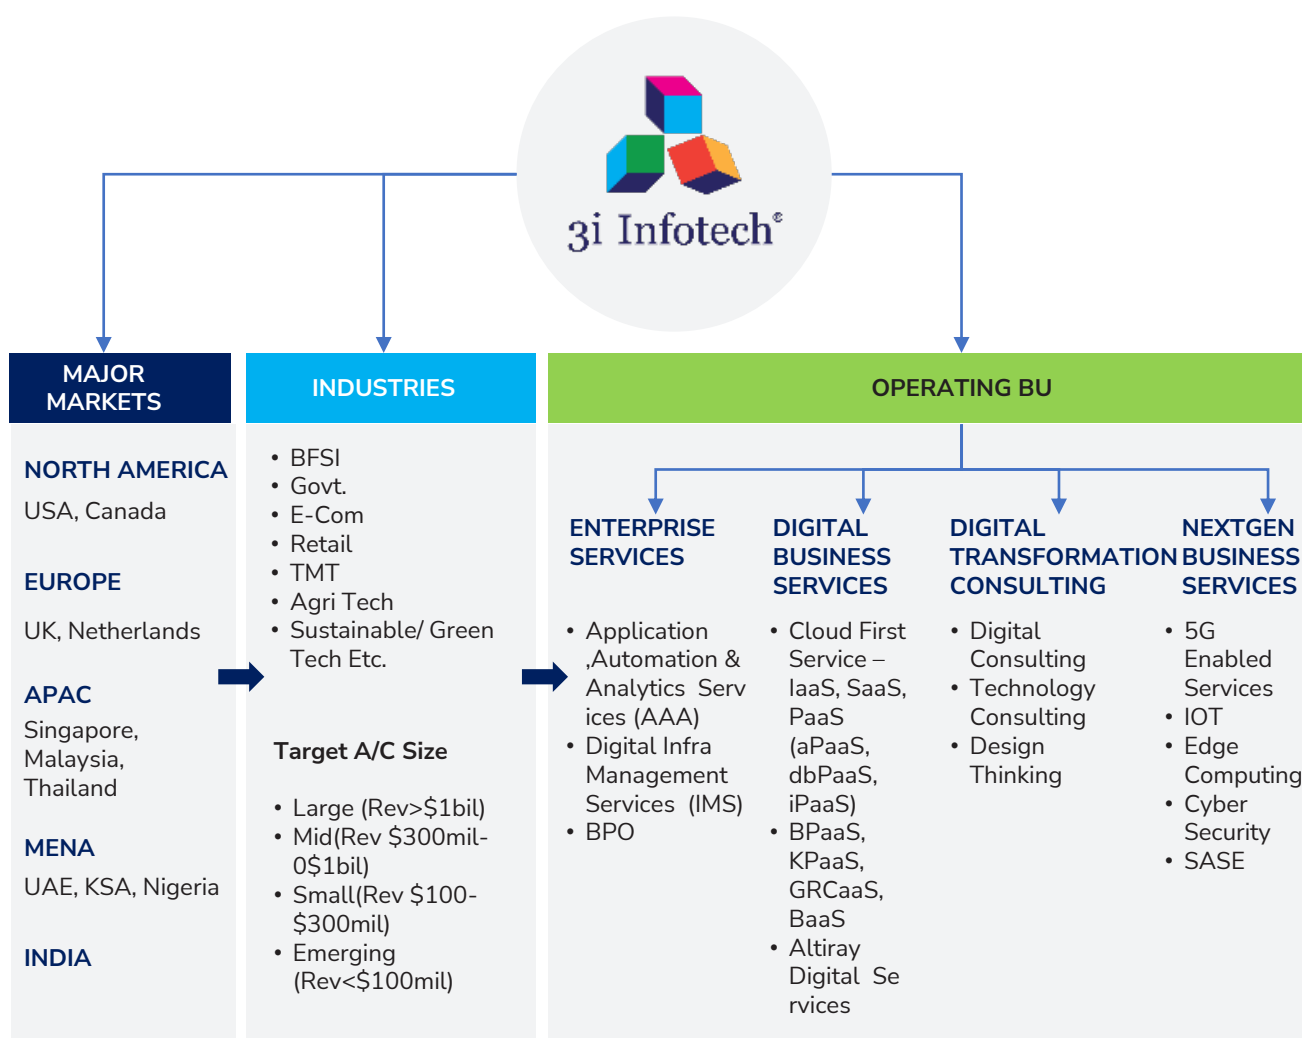 3i Infotech®
MAJOR
MARKETS
NORTH AMERICA
USA, Canada
EUROPE
UK, Netherlands
APAC
Singapore,
Malaysia,
Thailand
MENA
UAE, KSA, Nigeria
INDIA
INDUSTRIES
• BFSI
• Govt.
• E-Com
• Retail
• TMT
• Agri Tech
• Sustainable/ Green
Tech Etc.
Target A/C Size
• Large (Rev>$1bil)
• Mid(Rev $300mil-
0$1bil)
• Small(Rev $100-
$300mil)
• Emerging
(Rev<$100mil)
OPERATING BU
ENTERPRISE
SERVICES
• Application
,Automation &
Analytics Serv
ices (AAA)
• Digital Infra
Management
Services (IMS)
• BPO
DIGITAL
BUSINESS
SERVICES
• Cloud First
Service –
IaaS, SaaS,
PaaS
(aPaaS,
dbPaaS,
iPaaS)
• BPaaS,
KPaaS,
GRCaaS,
BaaS
• Altiray
Digital Se
rvices
DIGITAL
TRANSFORMATION
CONSULTING
• Digital
Consulting
• Technology
Consulting
• Design
Thinking
NEXTGEN
BUSINESS
SERVICES
• 5G
Enabled
Services
• IOT
• Edge
Computing
• Cyber
Security
• SASE